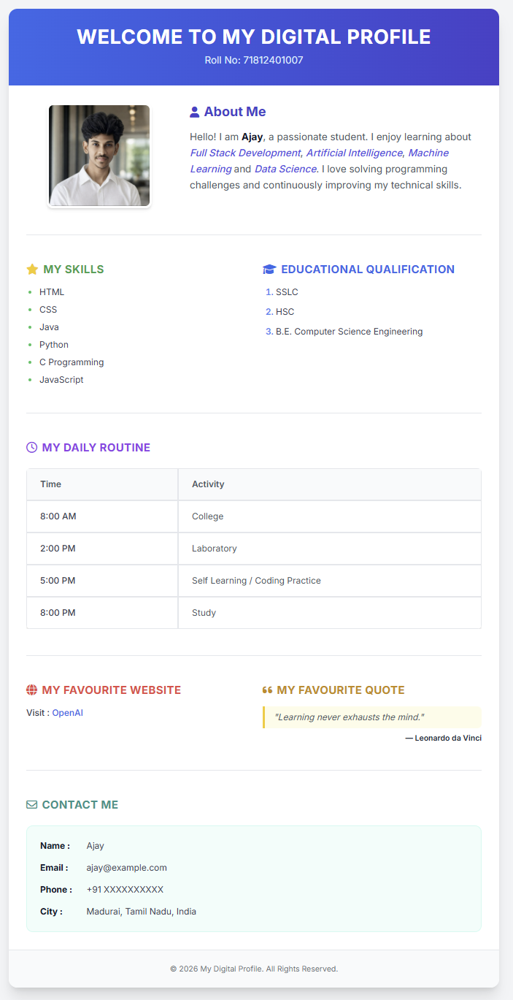 WELCOME TO MY DIGITAL PROFILE
Roll No: 71812401007
About Me
Hello! I am Ajay, a passionate student. I enjoy learning about
Full Stack Development, Artificial Intelligence, Machine
Learning and Data Science. I love solving programming
challenges and continuously improving my technical skills.
MY SKILLS
• HTML
• CSS
• Java
• Python
• C Programming
• JavaScript
EDUCATIONAL QUALIFICATION
1. SSLC
2. HSC
3. B.E. Computer Science Engineering
MY DAILY ROUTINE
Time Activity
8:00 AM College
2:00 PM Laboratory
5:00 PM Self Learning / Coding Practice
8:00 PM Study
MY FAVOURITE WEBSITE
Visit : OpenAI
MY FAVOURITE QUOTE
"Learning never exhausts the mind."
— Leonardo da Vinci
CONTACT ME
Name : Ajay
Email : ajay@example.com
Phone : +91 XXXXXXXXXX
City : Madurai, Tamil Nadu, India
© 2026 My Digital Profile. All Rights Reserved.